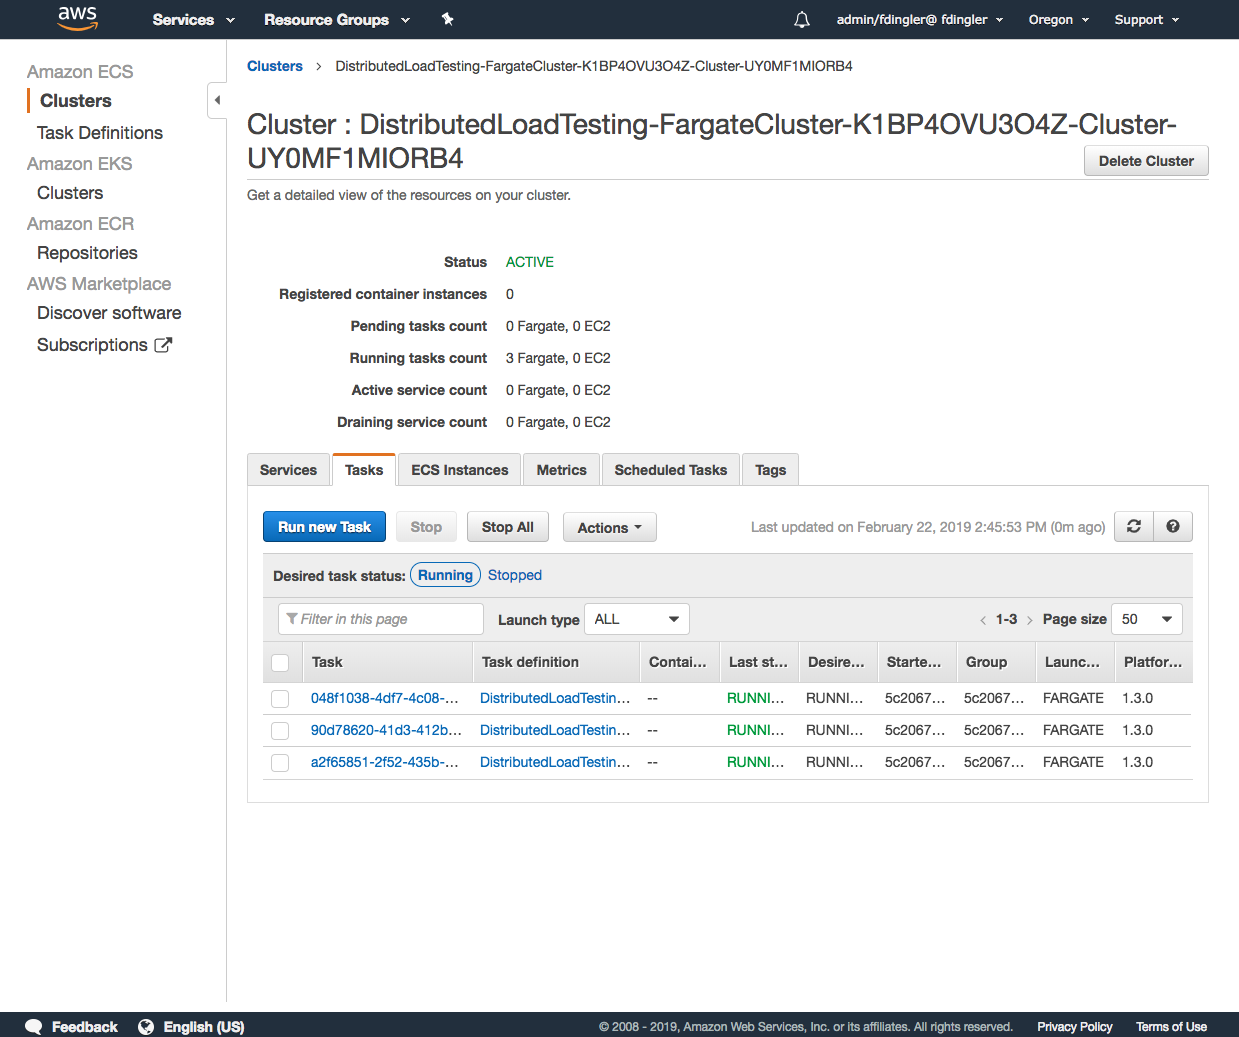 aws Services Resource Groups admin/fdingler@ fdingler Oregon Support
Amazon ECS
Clusters
Task Definitions
Amazon EKS
Clusters
Amazon ECR
Repositories
AWS Marketplace
Discover software
Subscriptions
Clusters > DistributedLoadTesting-FargateCluster-K1BP4OVU3O4Z-Cluster-UY0MF1MIORB4
Cluster : DistributedLoadTesting-FargateCluster-K1BP4OVU3O4Z-Cluster-
UY0MF1MIORB4
Delete Cluster
Get a detailed view of the resources on your cluster.
Status ACTIVE
Registered container instances 0
Pending tasks count 0 Fargate, 0 EC2
Running tasks count 3 Fargate, 0 EC2
Active service count 0 Fargate, 0 EC2
Draining service count 0 Fargate, 0 EC2
Services Tasks ECS Instances Metrics Scheduled Tasks Tags
Run new Task Stop Stop All Actions Last updated on February 22, 2019 2:45:53 PM (0m ago)
Desired task status: Running Stopped
Filter in this page Launch type ALL < 1-3 > Page size 50
Task Task definition Contai... Last st... Desire... Starte... Group Launc... Platfor...
048f1038-4df7-4c08-... DistributedLoadTestin... -- RUNNI... RUNNI... 5c2067... 5c2067... FARGATE 1.3.0
90d78620-41d3-412b... DistributedLoadTestin... -- RUNNI... RUNNI... 5c2067... 5c2067... FARGATE 1.3.0
a2f65851-2f52-435b-... DistributedLoadTestin... -- RUNNI... RUNNI... 5c2067... 5c2067... FARGATE 1.3.0
Feedback English (US) © 2008 - 2019, Amazon Web Services, Inc. or its affiliates. All rights reserved. Privacy Policy Terms of Use